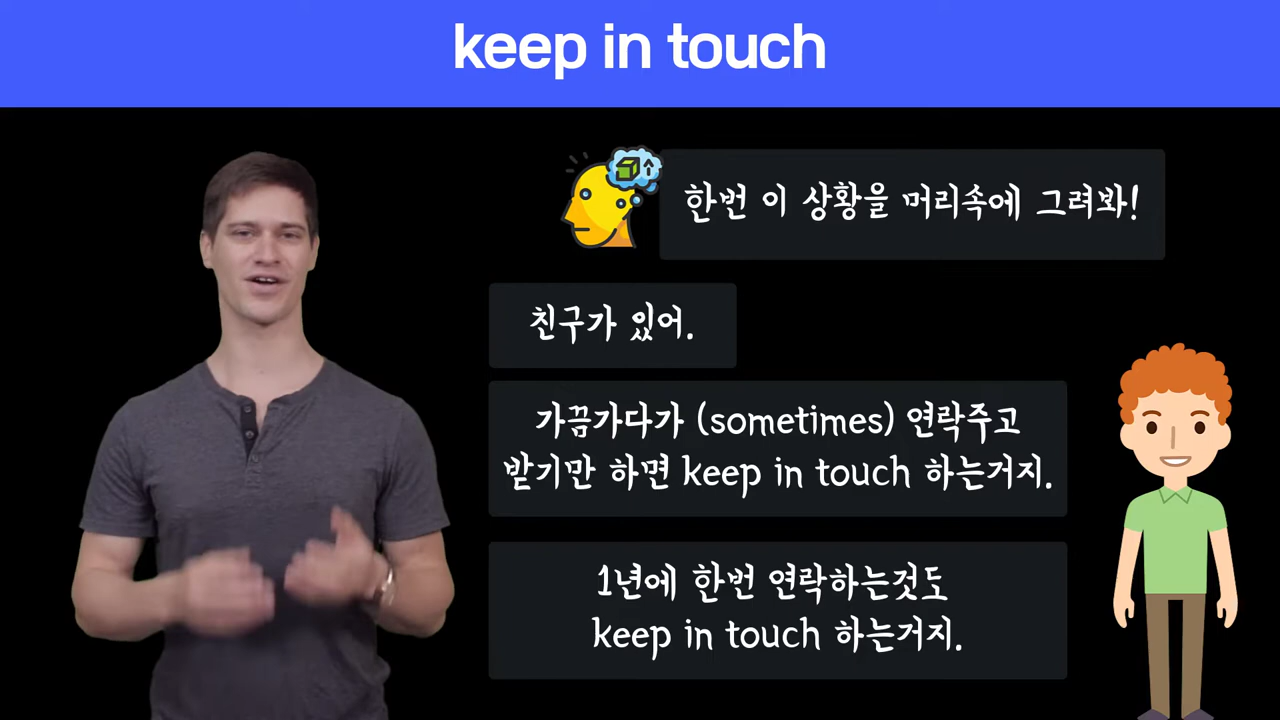 keep in touch
한번 이 상황을 머리속에 그려봐!
친구가 있어.
가끔가다가 (sometimes) 연락주고
받기만 하면 keep in touch 하는거지.
1년에 한번 연락하는것도
keep in touch 하는거지.